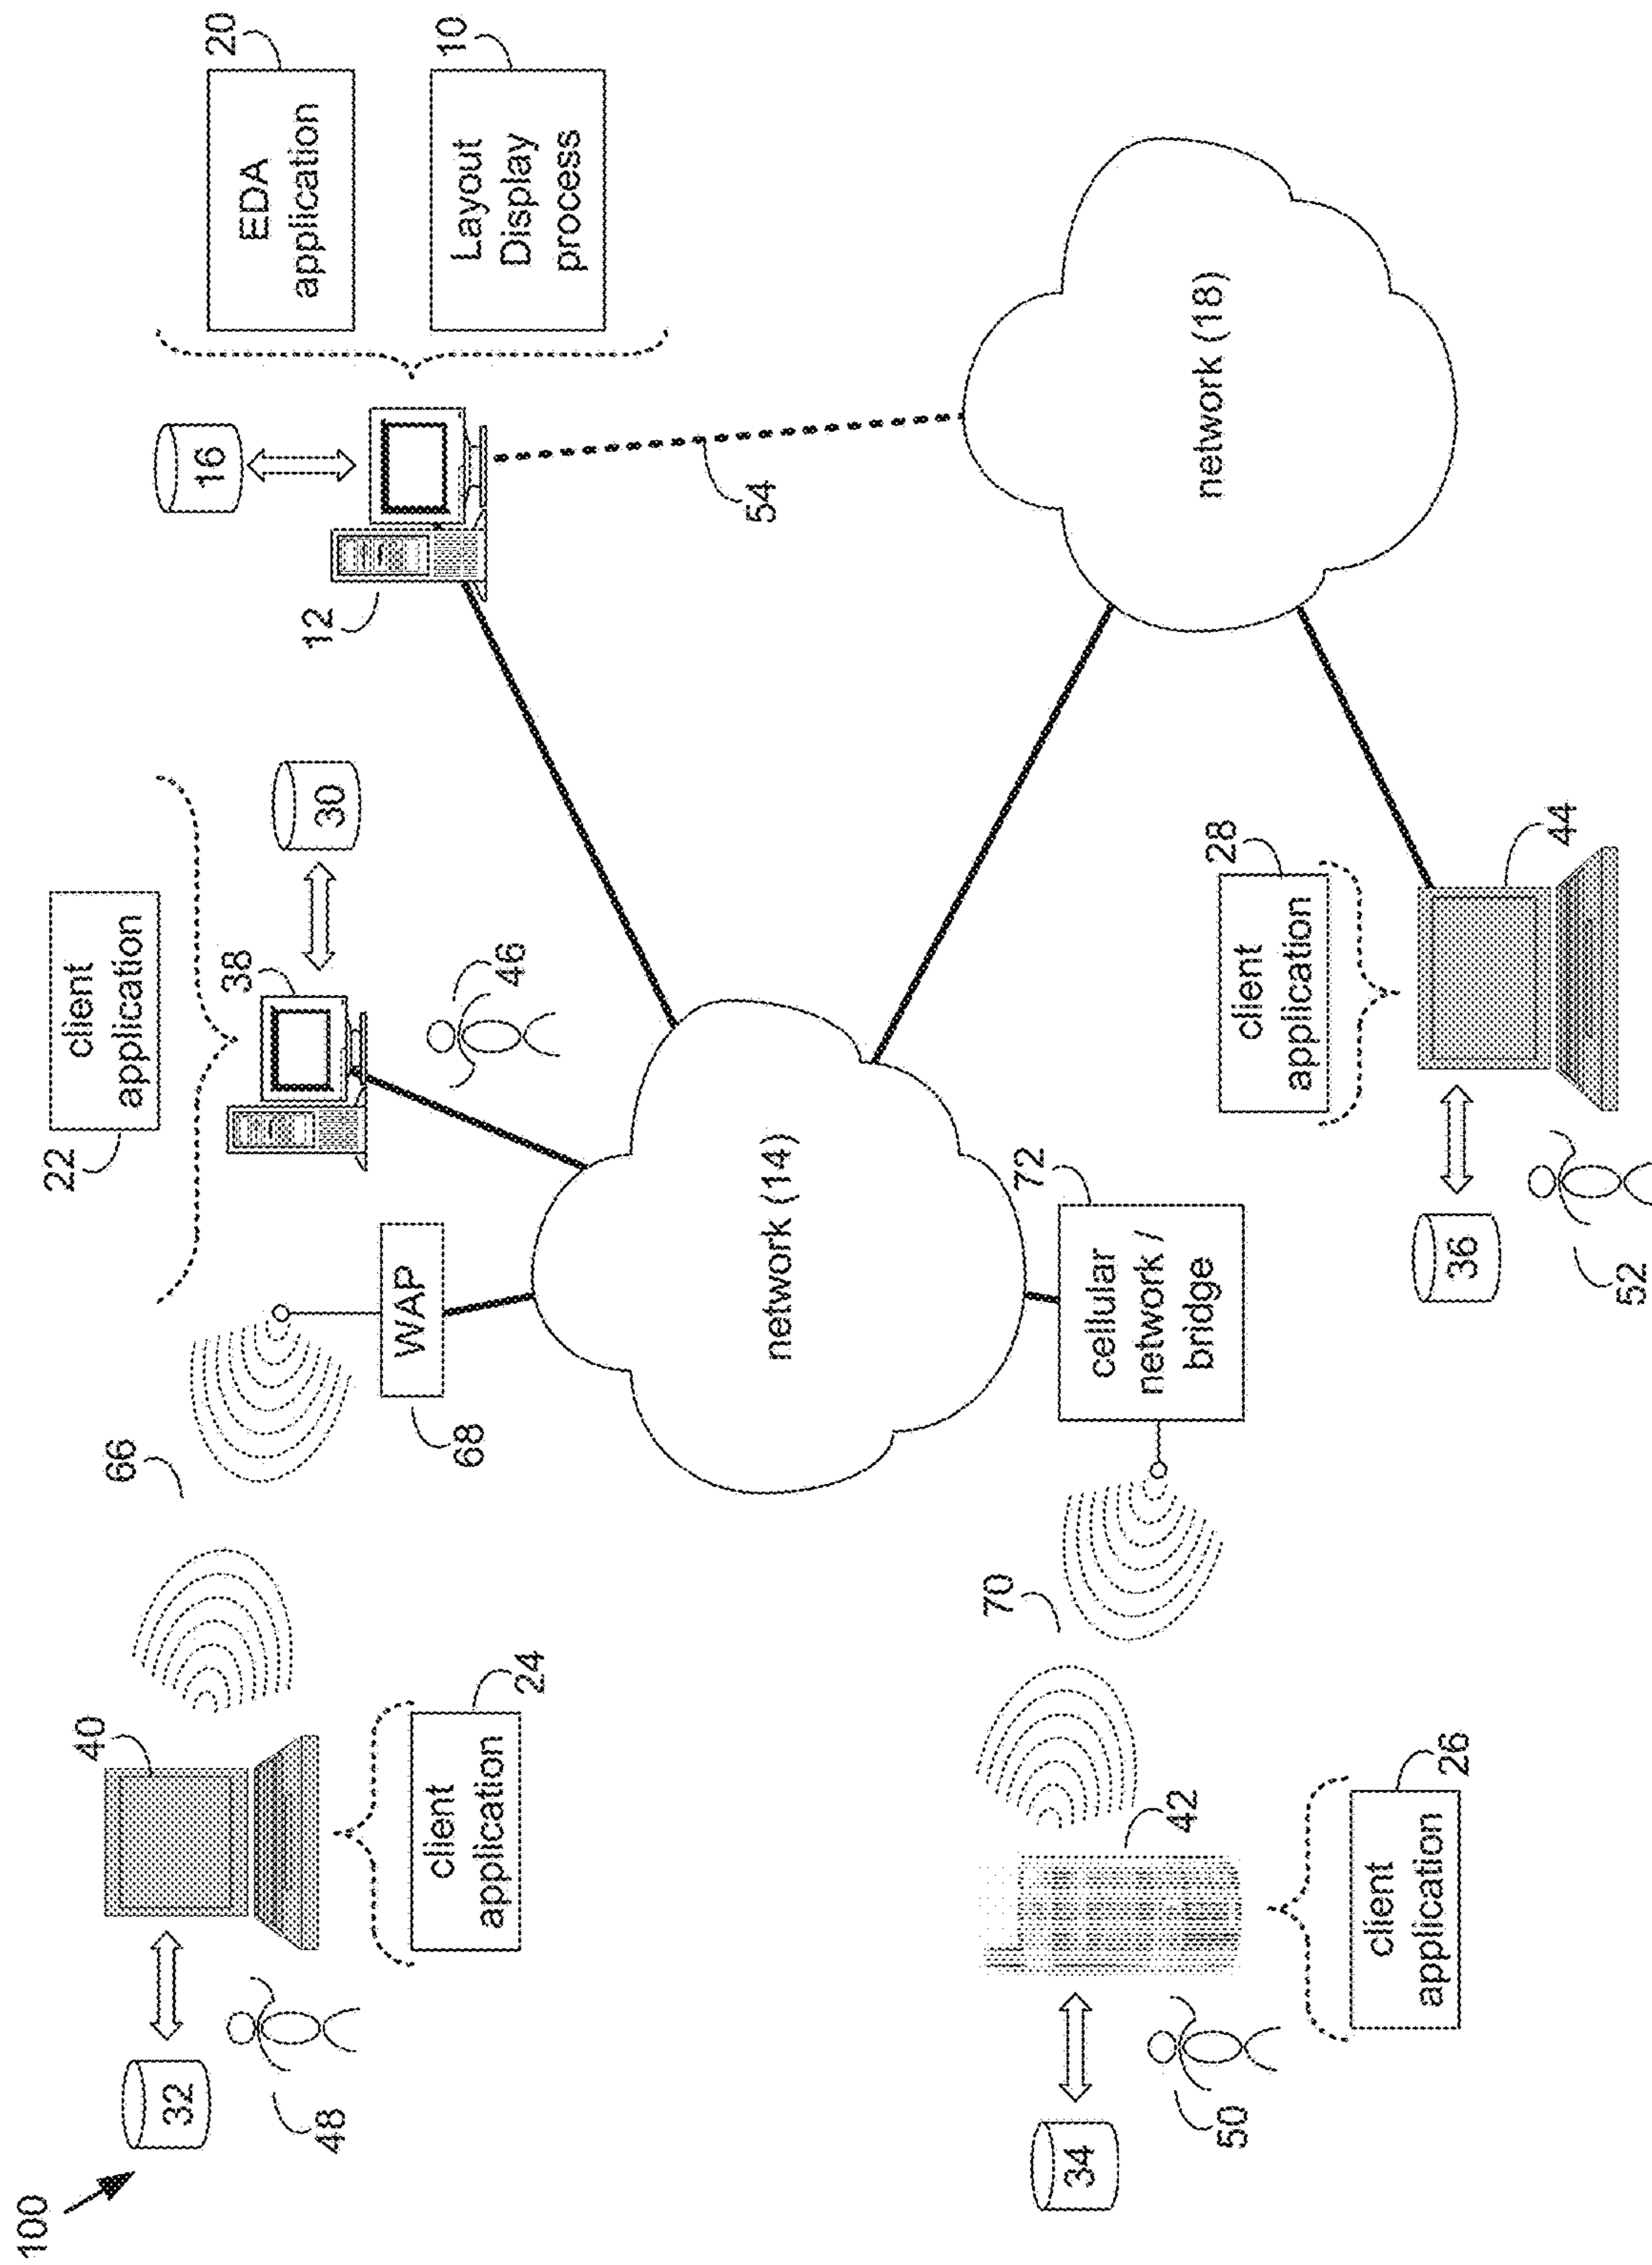 100
32
48
40
client
application
24
66
22
client
application
38
30
46
WAP
68
16
12
EDA
application
20
Layout
Display
process
10
54
network (14)
network (18)
34
50
42
client
application
26
70
cellular
network /
bridge
72
client
application
28
44
36
52